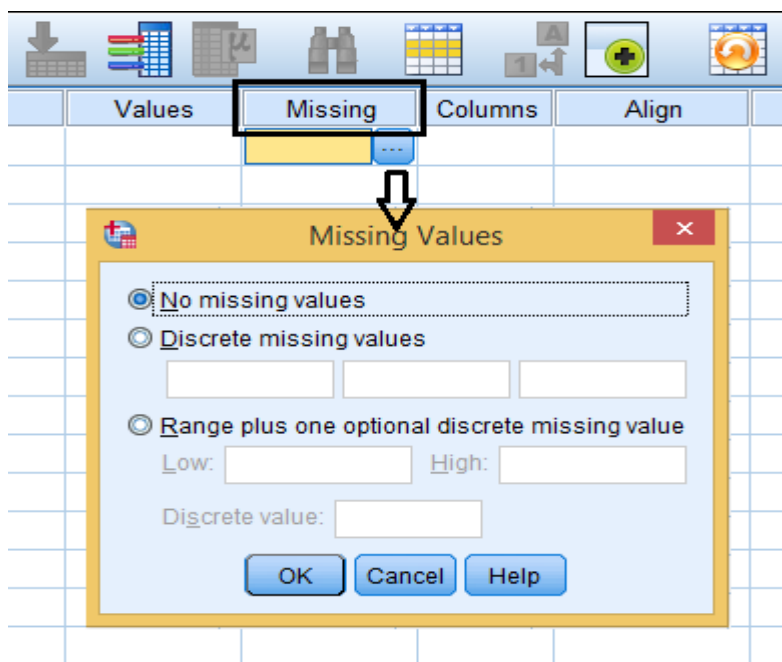 μ
A
1
Values Missing Columns Align
...
Missing Values
No missing values
Discrete missing values
Range plus one optional discrete missing value
Low: High:
Discrete value:
OK Cancel Help